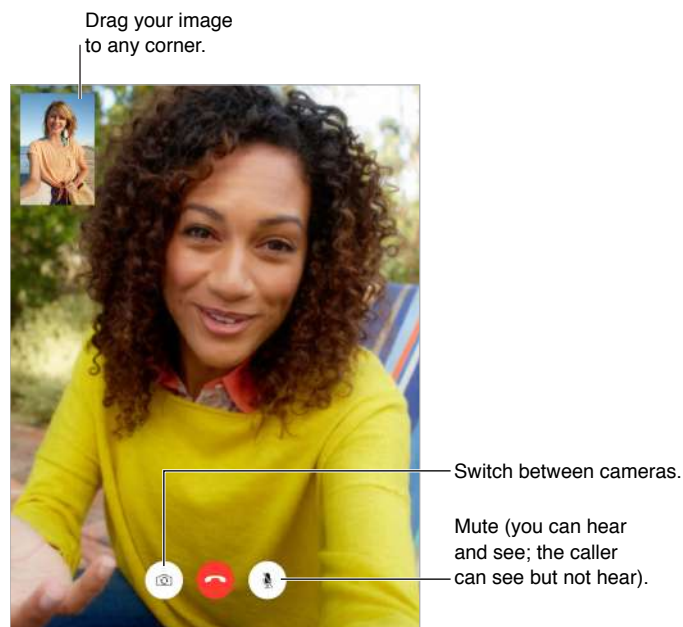 Drag your image
to any corner.
Switch between cameras.
Mute (you can hear
and see; the caller
can see but not hear).